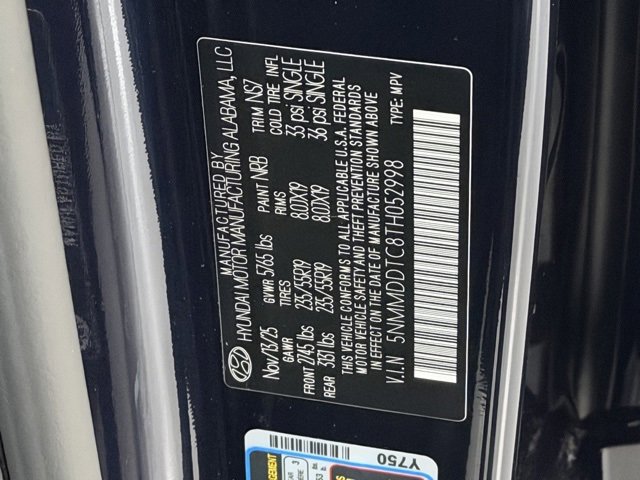 MANUFACTURED BY
HYUNDAI MOTOR MANUFACTURING ALABAMA, LLC
Nov/13/25 GVWR 5765 lbs PAINT NRB TRIM NS7
GAWR TIRES RIMS COLD TIRE INFL
FRONT 2745 lbs 235/55R19 8.0JX19 33 psi SINGLE
REAR 3131 lbs 235/55R19 8.0JX19 36 psi SINGLE
THIS VEHICLE CONFORMS TO ALL APPLICABLE U.S.A. FEDERAL
MOTOR VEHICLE SAFETY AND THEFT PREVENTION STANDARDS
IN EFFECT ON THE DATE OF MANUFACTURE SHOWN ABOVE
V.I.N 5NMMDDTC8TH052998 TYPE: MPV
Y750